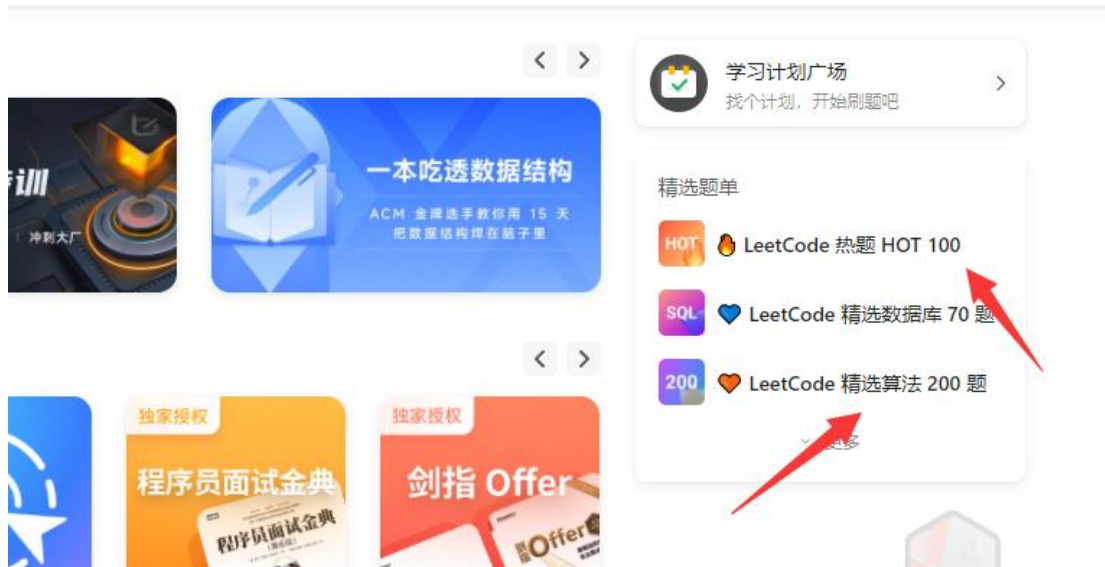 学习计划广场
找个计划，开始刷题吧
训
冲刺大厂
一本吃透数据结构
ACM 金牌选手教你用 15 天
把数据结构焊在脑子里
精选题单
HOT
LeetCode 热题 HOT 100
SQL
LeetCode 精选数据库 70 题
200
LeetCode 精选算法 200 题
更多
独家授权
程序员面试金典
程序员面试金典
独家授权
剑指 Offer
Offer